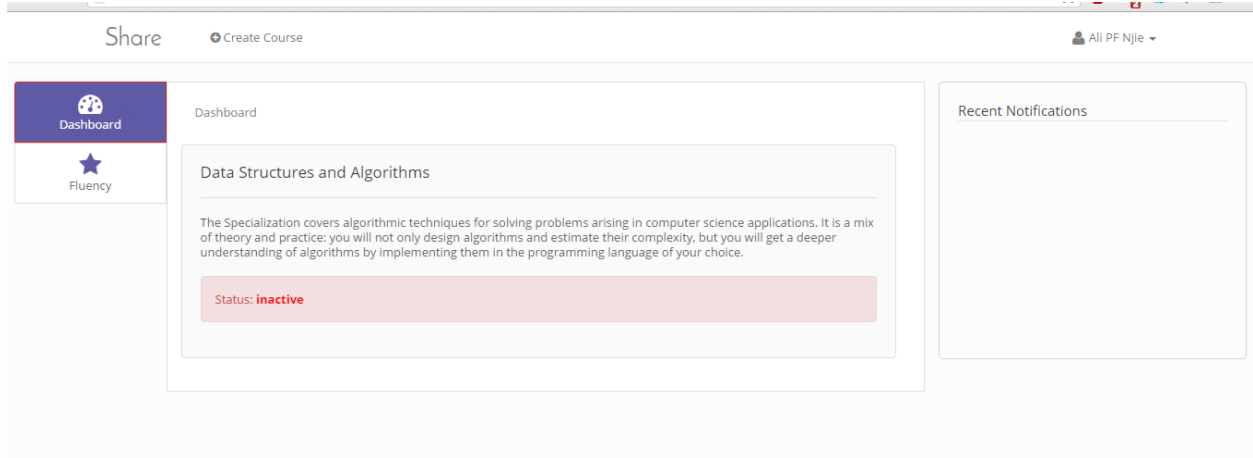 Share
Create Course
Ali PF Njie
Dashboard
Fluency
Dashboard
Data Structures and Algorithms
The Specialization covers algorithmic techniques for solving problems arising in computer science applications. It is a mix
of theory and practice: you will not only design algorithms and estimate their complexity, but you will get a deeper
understanding of algorithms by implementing them in the programming language of your choice.
Status: inactive
Recent Notifications